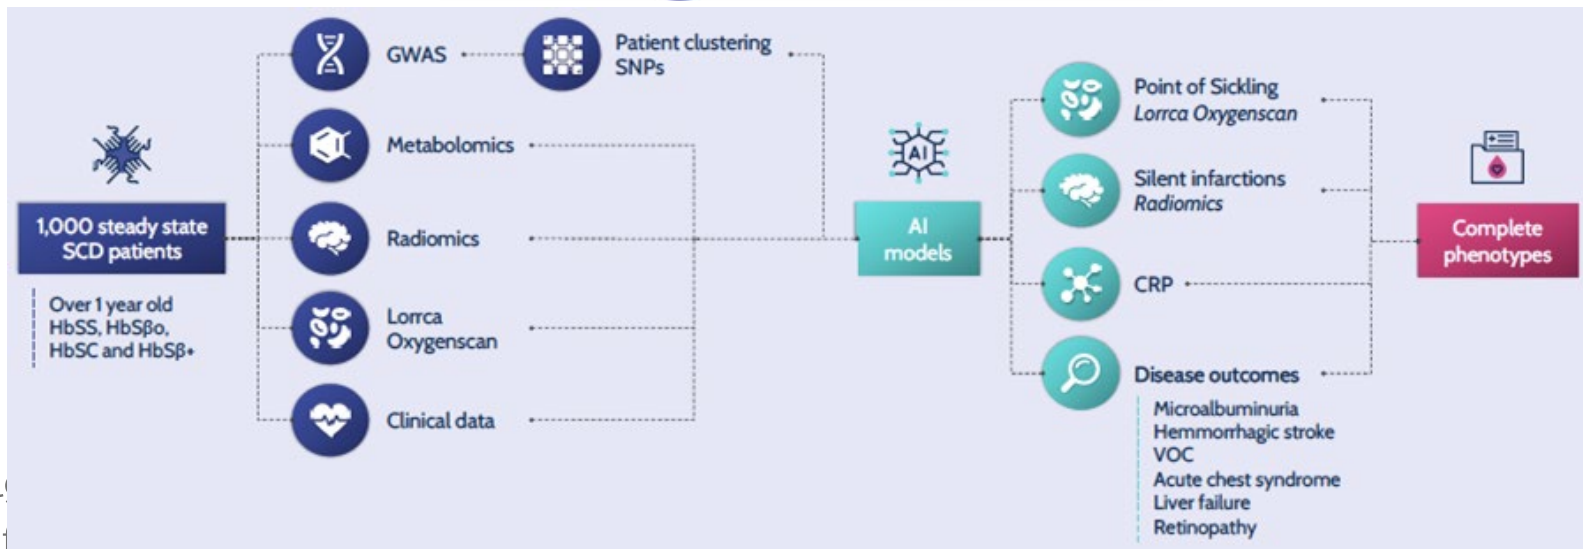 GWAS
Patient clustering
SNPs
Metabolomics
1,000 steady state
SCD patients
Over 1 year old
HbSS, HbSβo,
HbSC and HbSβ+
Radiomics
Lorrca
Oxygenscan
Clinical data
AI
AI
models
Point of Sickling
Lorrca Oxygenscan
Silent infarctions
Radiomics
CRP
Disease outcomes
Microalbuminuria
Hemmorrhagic stroke
VOC
Acute chest syndrome
Liver failure
Retinopathy
Complete
phenotypes